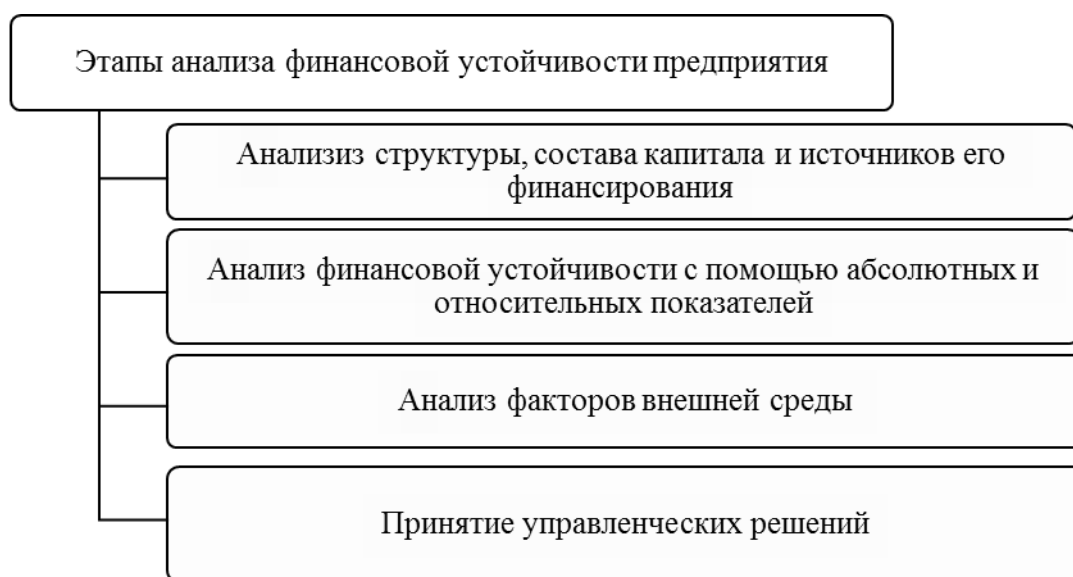 Этапы анализа финансовой устойчивости предприятия
Анализиз структуры, состава капитала и источников его
финансирования
Анализ финансовой устойчивости с помощью абсолютных и
относительных показателей
Анализ факторов внешней среды
Принятие управленческих решений